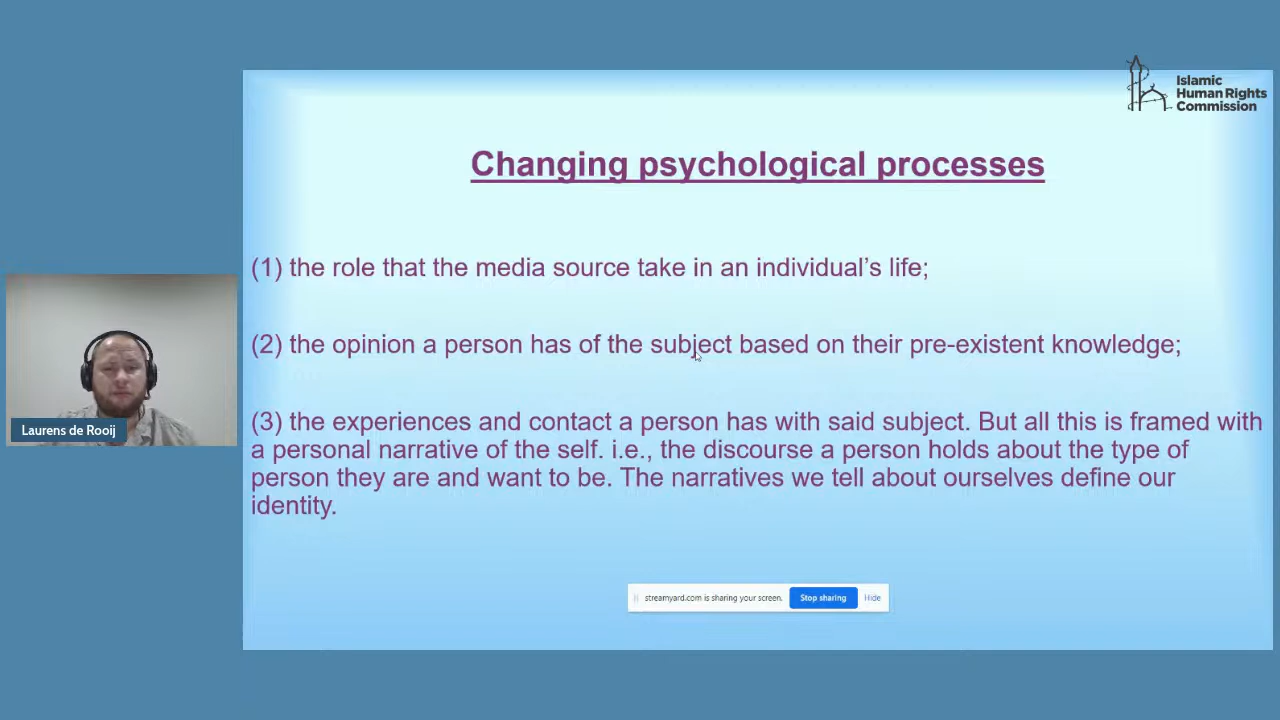 Islamic
Human Rights
Commission
Changing psychological processes
(1) the role that the media source take in an individual’s life;
(2) the opinion a person has of the subject based on their pre-existent knowledge;
(3) the experiences and contact a person has with said subject. But all this is framed with
a personal narrative of the self. i.e., the discourse a person holds about the type of
person they are and want to be. The narratives we tell about ourselves define our
identity.
Laurens de Rooij
streamyard.com is sharing your screen. Stop sharing Hide